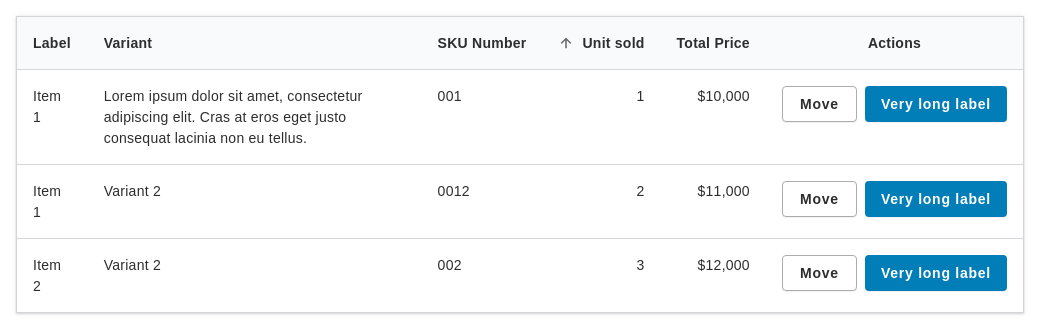 Label Variant SKU Number Unit sold Total Price Actions
Item Lorem ipsum dolor sit amet, consectetur 001 1 $10,000 Move Very long label
1 adipiscing elit. Cras at eros eget justo
consequat lacinia non eu tellus.
Item Variant 2 0012 2 $11,000 Move Very long label
1
Item Variant 2 002 3 $12,000 Move Very long label
2